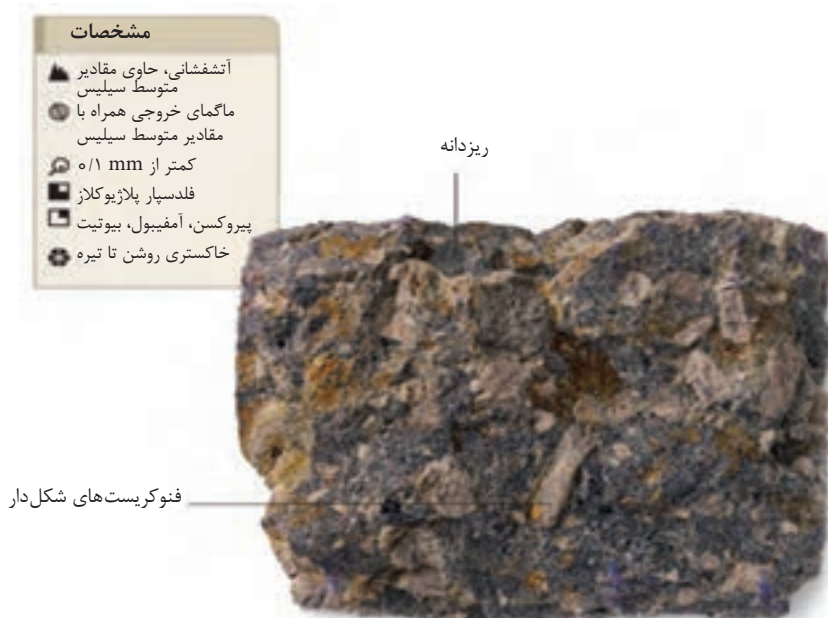 مشخصات
آتشفشانی، حاوی مقادیر
متوسط سیلیس
ماگمای خروجی همراه با
مقادیر متوسط سیلیس
کمتر از ۰/۱ mm
فلدسپار پلاژیوکلاز
پیروکسن، آمفیبول، بیوتیت
خاکستری روشن تا تیره
ریزدانه
فنوکریست‌های شکل‌دار